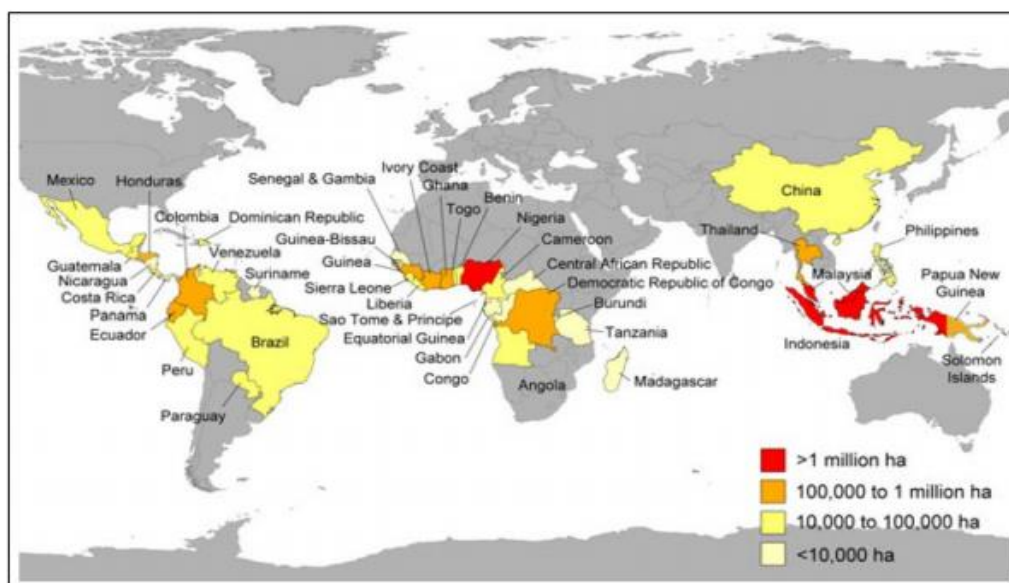 Mexico
Honduras
Colombia
Dominican Republic
Venezuela
Guatemala
Nicaragua
Costa Rica
Panama
Ecuador
Suriname
Peru
Brazil
Paraguay
Senegal & Gambia
Ivory Coast
Ghana
Togo
Benin
Nigeria
Cameroon
Guinea-Bissau
Guinea
Sierra Leone
Liberia
Sao Tome & Principe
Equatorial Guinea
Gabon
Congo
Central African Republic
Democratic Republic of Congo
Burundi
Tanzania
Angola
Madagascar
China
Thailand
Philippines
Malaysia
Papua New
Guinea
Indonesia
Solomon
Islands
>1 million ha
100,000 to 1 million ha
10,000 to 100,000 ha
<10,000 ha